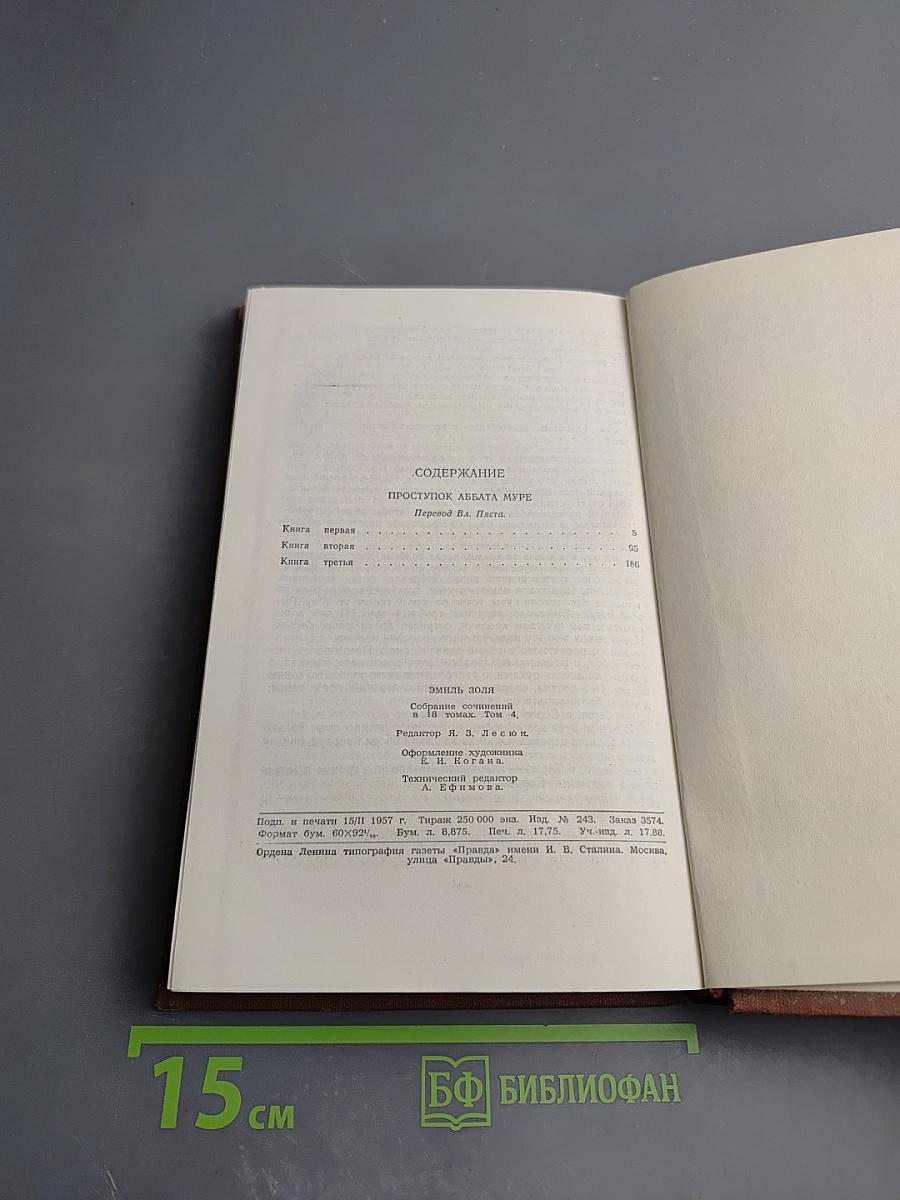 СОДЕРЖАНИЕ
ПРОСТУПОК АББАТА МУРЕ
Перевод Вл. Пяста.
Книга первая . . . . . . . . . . . . . . . . . . . . . . 5
Книга вторая . . . . . . . . . . . . . . . . . . . . . . 95
Книга третья . . . . . . . . . . . . . . . . . . . . . . 186
ЭМИЛЬ ЗОЛЯ
Собрание сочинений
в 18 томах. Том 4.
Редактор Я. З. Лесюк.
Оформление художника
Е. И. Когана.
Технический редактор
А. Ефимова.
Подп. к печати 15/II 1957 г. Тираж 250 000 экз. Изд. № 243. Заказ 3574.
Формат бум. 60×92¹/₁₆. Бум. л. 8,875. Печ. л. 17,75. Уч.-изд. л. 17,88.
Ордена Ленина типография газеты «Правда» имени И. В. Сталина. Москва,
улица «Правды», 24.
15 см
БФ БИБЛИОФАН